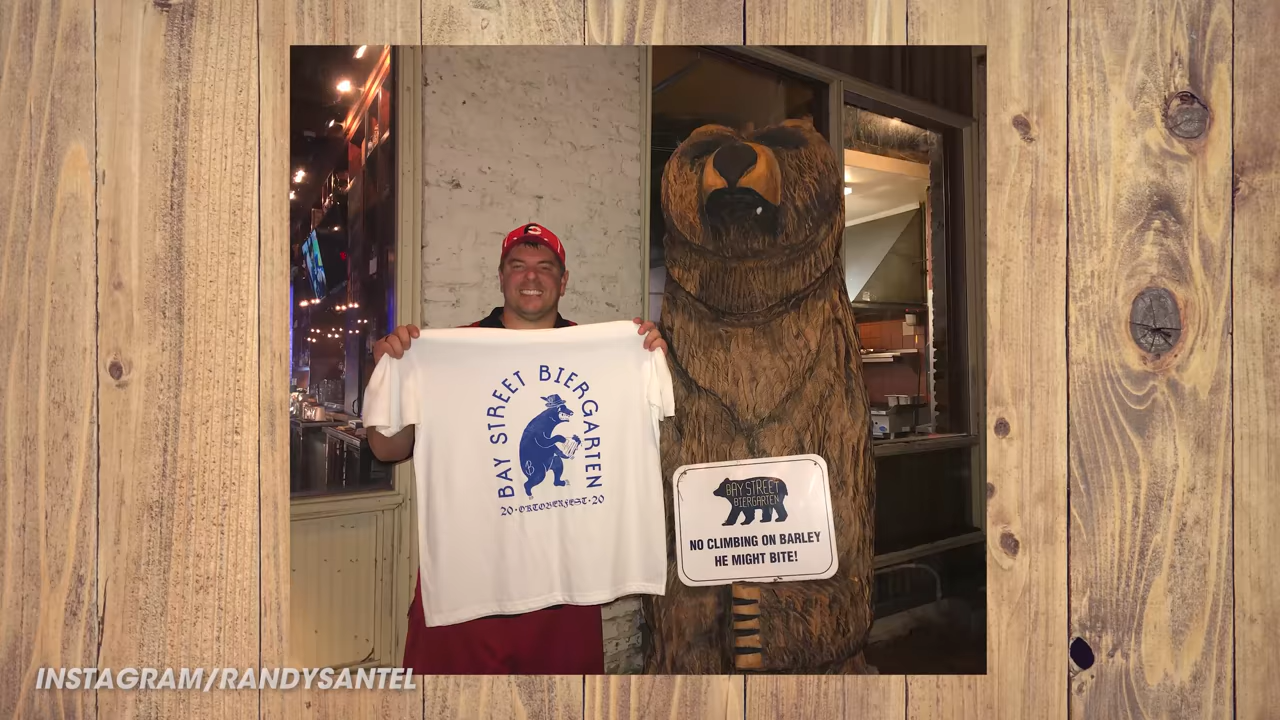 BAY STREET BIERGARTEN
20·OKTOBERFEST·20
BAY STREET
BIERGARTEN
NO CLIMBING ON BARLEY
HE MIGHT BITE!
INSTAGRAM/RANDYSANTEL